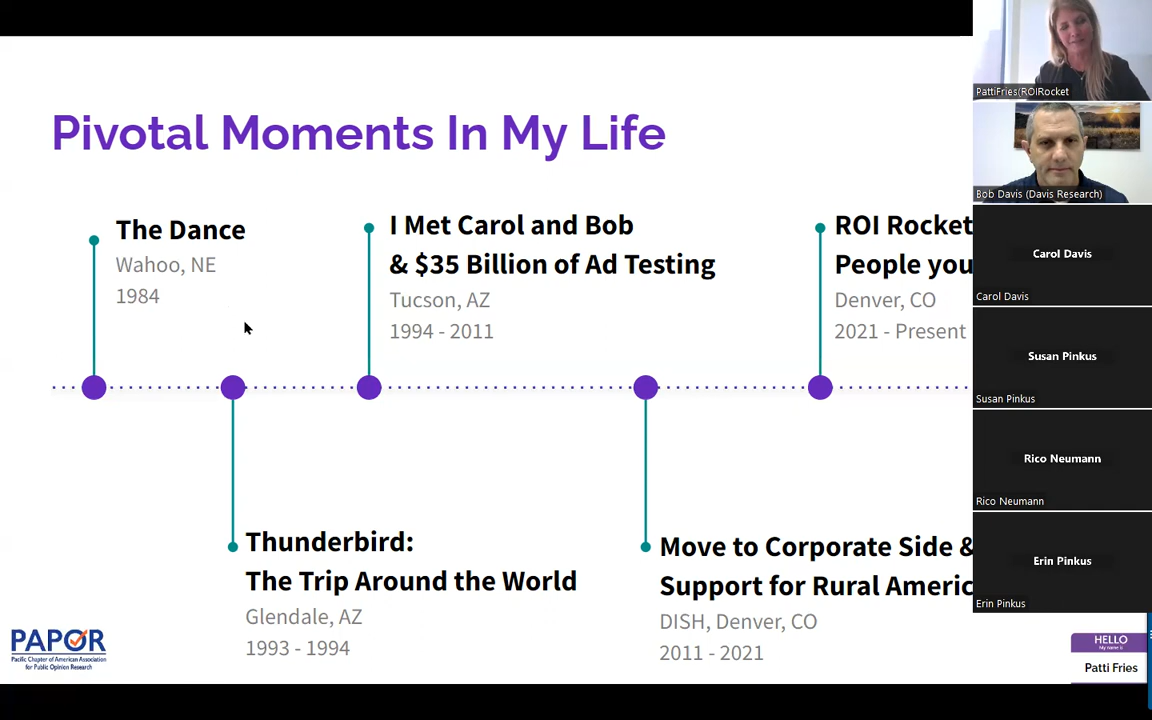 Pivotal Moments In My Life
The Dance
Wahoo, NE
1984
I Met Carol and Bob
& $35 Billion of Ad Testing
Tucson, AZ
1994 - 2011
ROI Rocket
People you
Denver, CO
2021 - Present
Thunderbird:
The Trip Around the World
Glendale, AZ
1993 - 1994
Move to Corporate Side &
Support for Rural Americ
DISH, Denver, CO
2011 - 2021
PAPOR
Pacific Chapter of American Association
for Public Opinion Research
HELLO
My name is
Patti Fries
PattiFries(ROIRocket
Bob Davis (Davis Research)
Carol Davis
Carol Davis
Susan Pinkus
Susan Pinkus
Rico Neumann
Rico Neumann
Erin Pinkus
Erin Pinkus